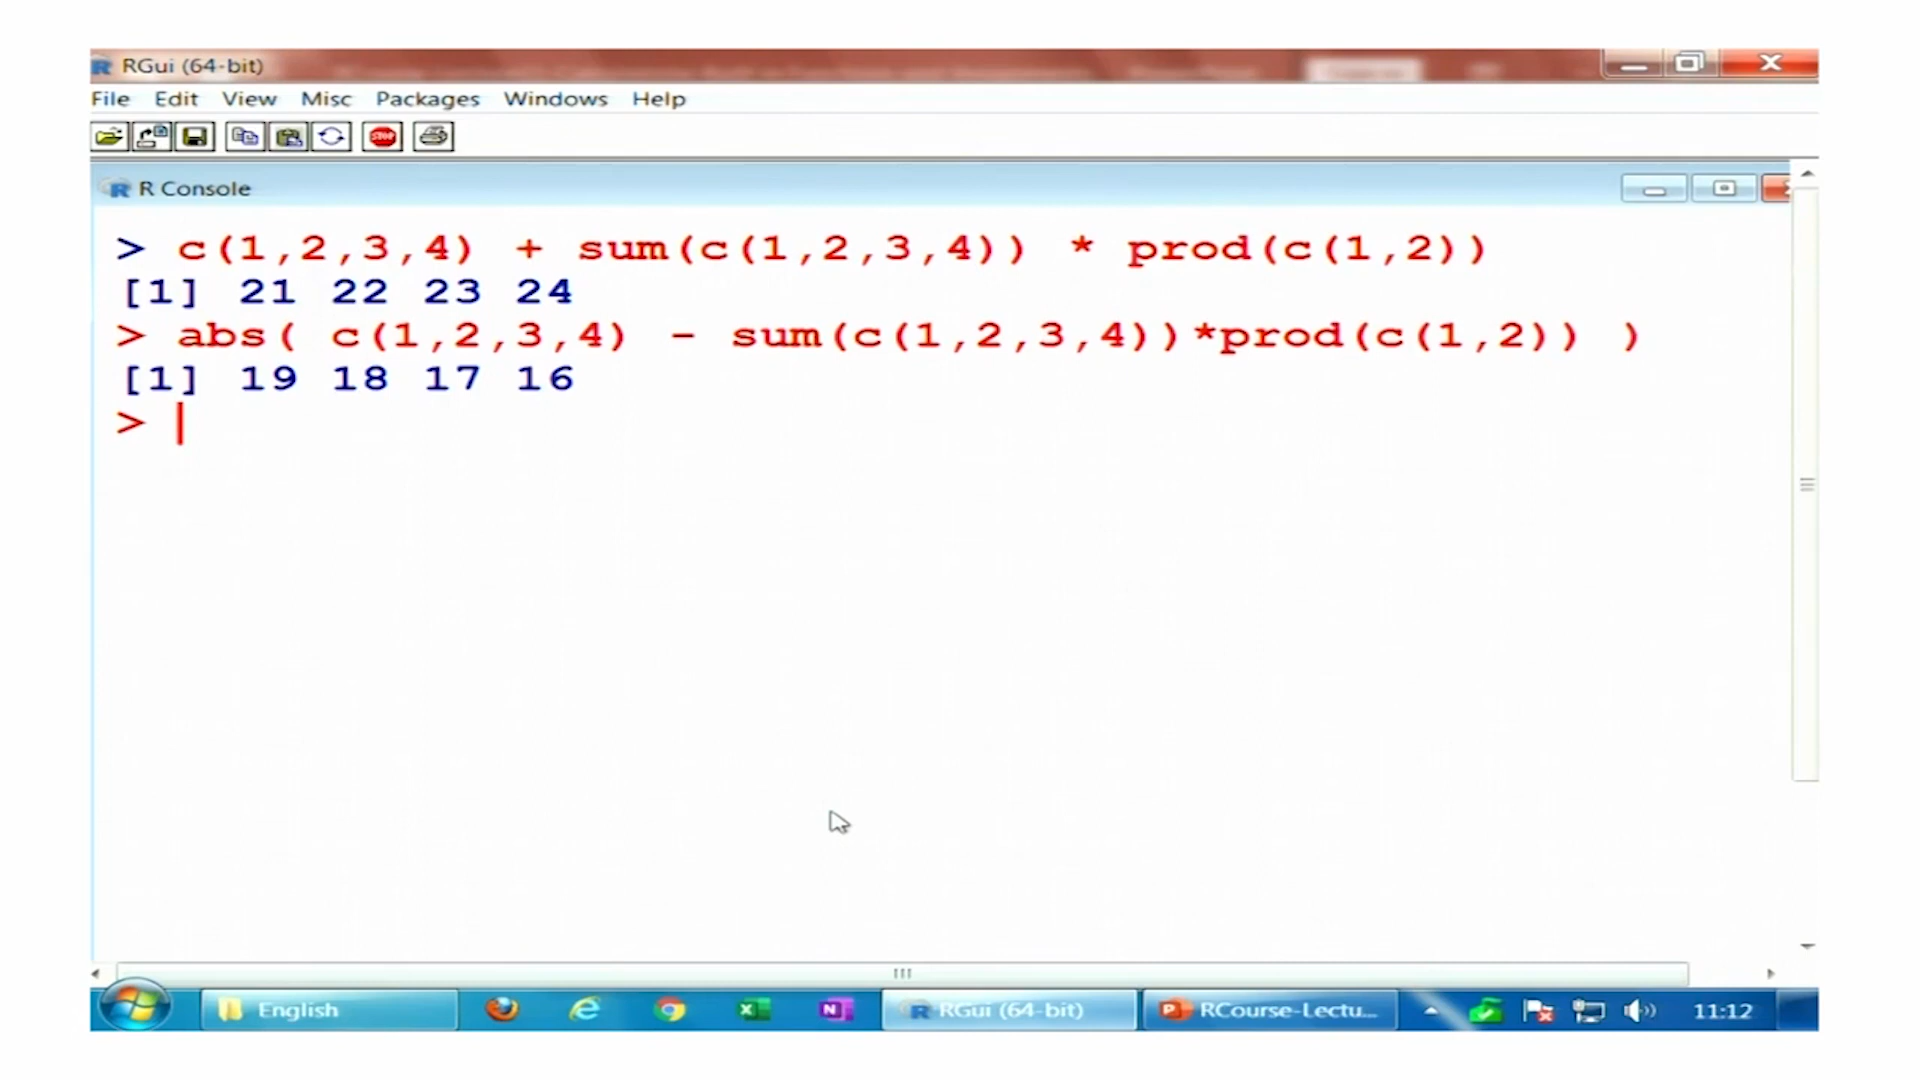 RGui (64-bit)
File Edit View Misc Packages Windows Help
STOP
R Console
> c(1,2,3,4) + sum(c(1,2,3,4)) * prod(c(1,2))
[1] 21 22 23 24
> abs( c(1,2,3,4) - sum(c(1,2,3,4))*prod(c(1,2)) )
[1] 19 18 17 16
>
English RGui (64-bit) RCourse-Lectu... 11:12